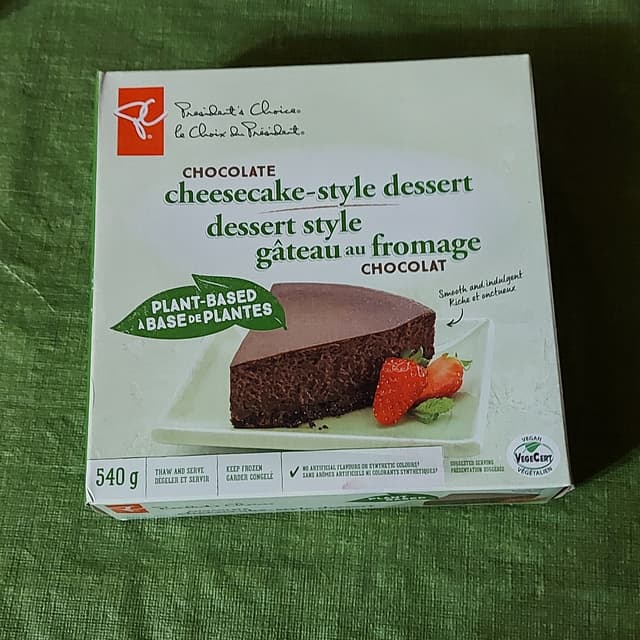 PC
President's Choice®
le Choix du Président®
CHOCOLATE
cheesecake-style dessert
dessert style
gâteau au fromage
CHOCOLAT
Smooth and indulgent
Riche et onctueux
PLANT-BASED
À BASE DE PLANTES
540 g
THAW AND SERVE
DÉGELER ET SERVIR
KEEP FROZEN
GARDER CONGELÉ
NO ARTIFICIAL FLAVOURS OR SYNTHETIC COLOURS
SANS ARÔMES ARTIFICIELS NI COLORANTS SYNTHÉTIQUES
SUGGESTED SERVING
PRÉSENTATION SUGGÉRÉE
VEGAN
VEGECERT
VÉGÉTALIEN
President's Choice